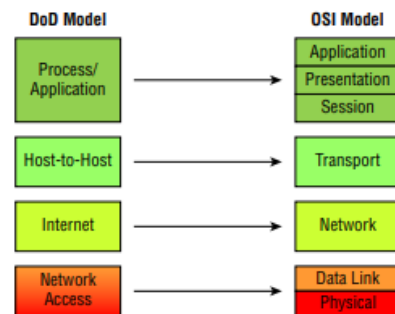 DoD Model
OSI Model
Process/
Application
Application
Presentation
Session
Host-to-Host
Transport
Internet
Network
Network
Access
Data Link
Physical